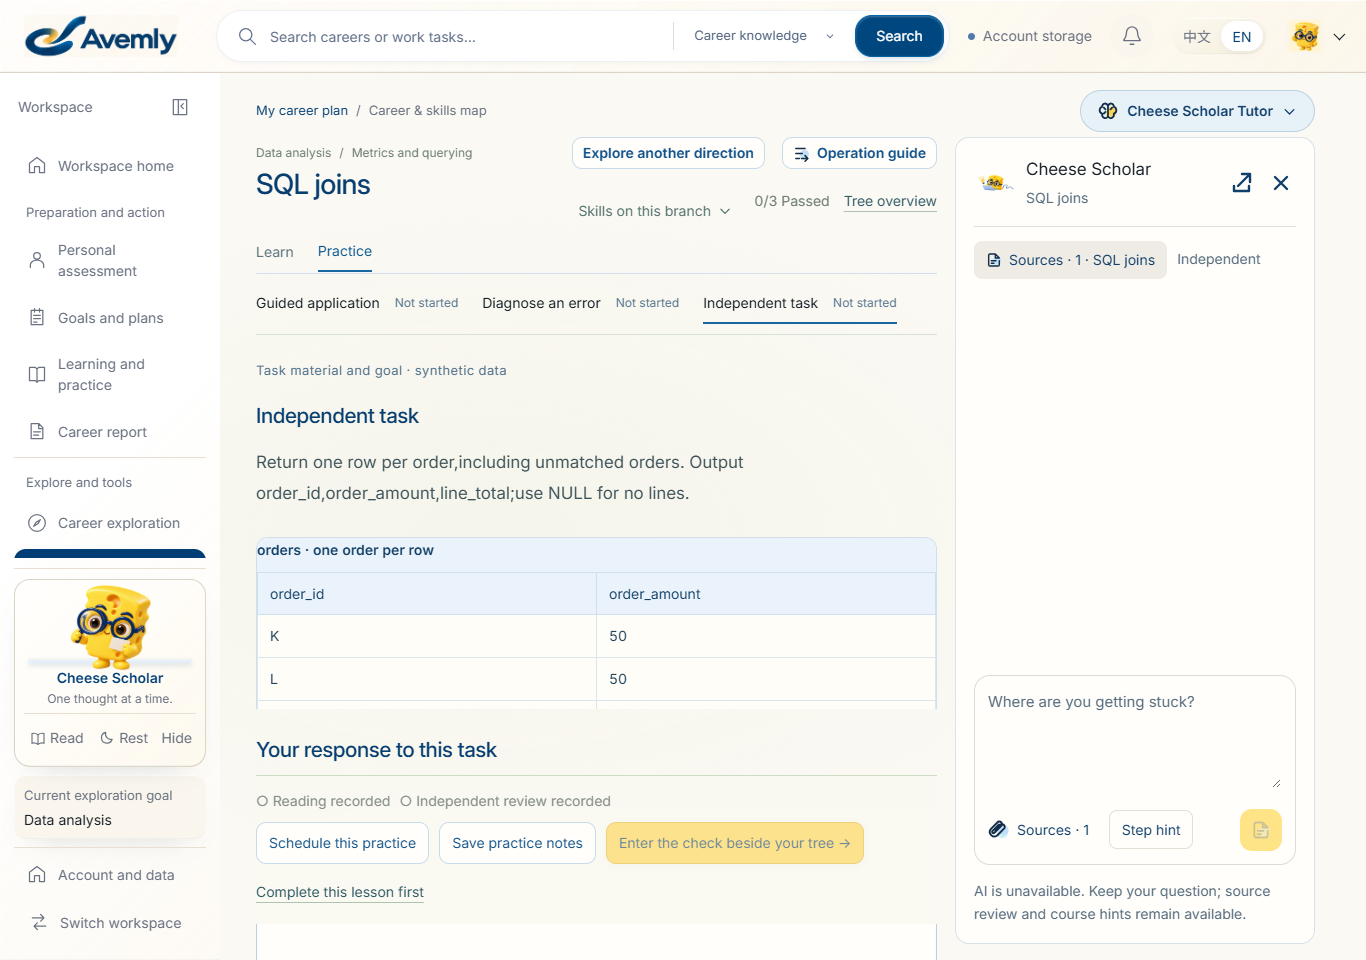 Avemly
Search careers or work tasks...
Career knowledge
Search
Account storage
中文
EN
Workspace
Workspace home
Preparation and action
Personal
assessment
Goals and plans
Learning and
practice
Career report
Explore and tools
Career exploration
Cheese Scholar
One thought at a time.
Read
Rest
Hide
Current exploration goal
Data analysis
Account and data
Switch workspace
My career plan / Career & skills map
Data analysis / Metrics and querying
SQL joins
Explore another direction
Operation guide
Skills on this branch
0/3 Passed
Tree overview
Learn
Practice
Guided application Not started
Diagnose an error Not started
Independent task Not started
Task material and goal · synthetic data
Independent task
Return one row per order,including unmatched orders. Output
order_id,order_amount,line_total;use NULL for no lines.
orders · one order per row
order_id order_amount
K 50
L 50
Your response to this task
Reading recorded
Independent review recorded
Schedule this practice
Save practice notes
Enter the check beside your tree →
Complete this lesson first
Cheese Scholar Tutor
Cheese Scholar
SQL joins
Sources · 1 · SQL joins
Independent
Where are you getting stuck?
Sources · 1
Step hint
AI is unavailable. Keep your question; source
review and course hints remain available.